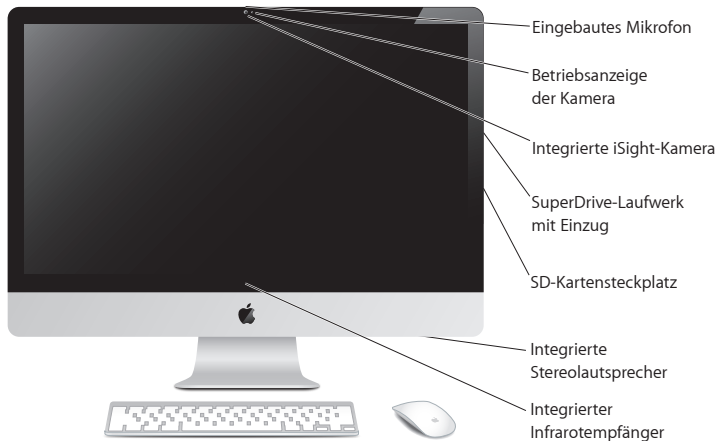 Eingebautes Mikrofon
Betriebsanzeige
der Kamera
Integrierte iSight-Kamera
SuperDrive-Laufwerk
mit Einzug
SD-Kartensteckplatz
Integrierte
Stereolautsprecher
Integrierter
Infrarotempfänger